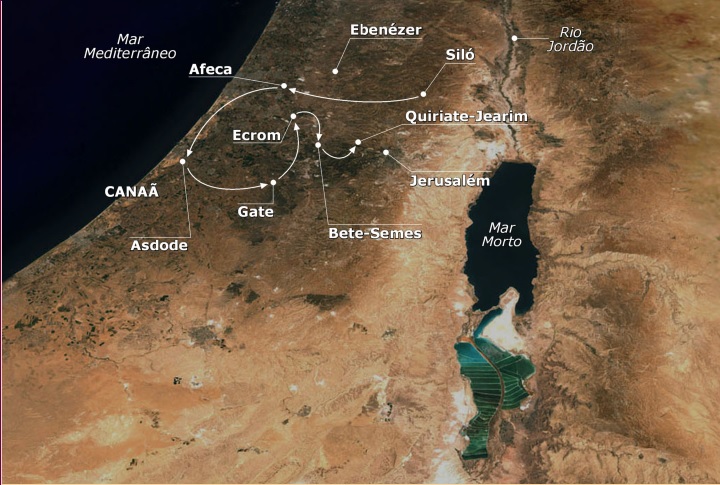 Mar
Mediterrâneo
Ebenézer
Rio
Jordão
Siló
Afeca
Quiriate-Jearim
Ecrom
Jerusalém
CANAÃ
Gate
Bete-Semes
Asdode
Mar
Morto